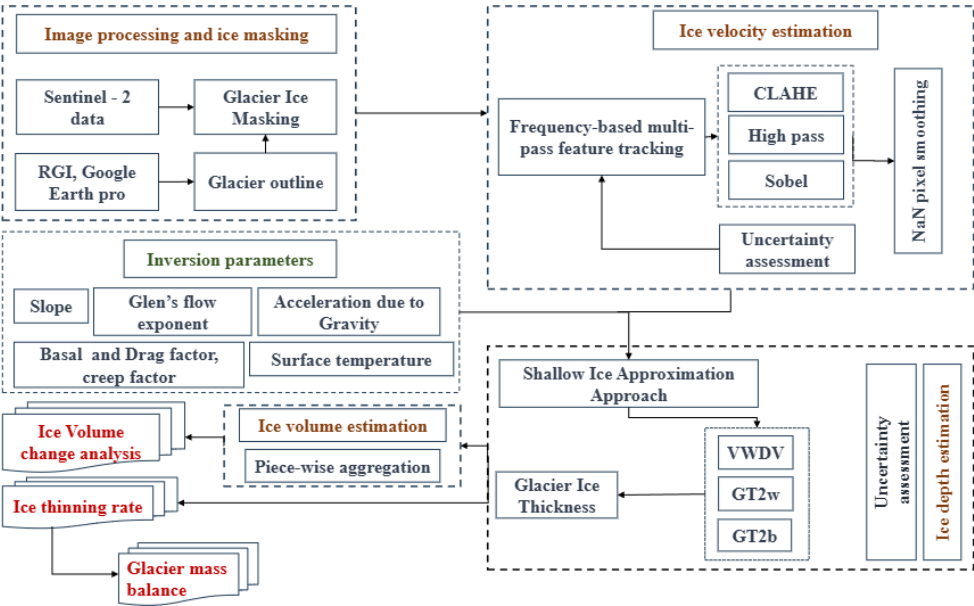 Image processing and ice masking
Sentinel - 2
data
Glacier Ice
Masking
RGI, Google
Earth pro
Glacier outline
Ice velocity estimation
Frequency-based multi-
pass feature tracking
CLAHE
High pass
Sobel
NaN pixel smoothing
Uncertainty
assessment
Inversion parameters
Slope
Glen's flow
exponent
Acceleration due to
Gravity
Basal and Drag factor,
creep factor
Surface temperature
Shallow Ice Approximation
Approach
VWDV
GT2w
GT2b
Glacier Ice
Thickness
Uncertainty
assessment
Ice depth estimation
Ice volume estimation
Piece-wise aggregation
Ice Volume
change analysis
Ice thinning rate
Glacier mass
balance